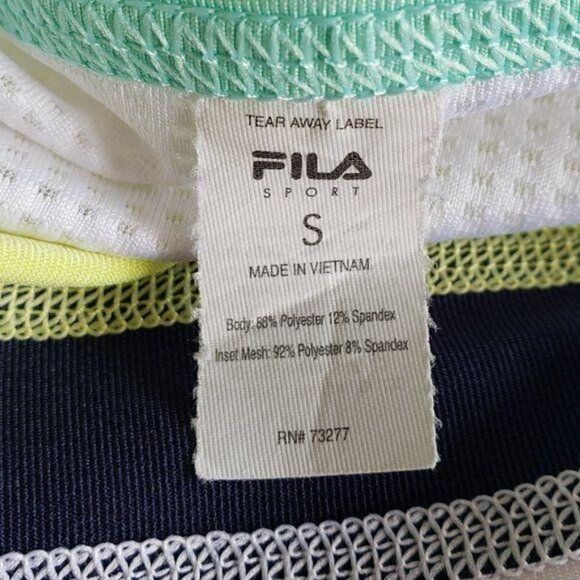 TEAR AWAY LABEL
FILA
SPORT
S
MADE IN VIETNAM
Body: 88% Polyester 12% Spandex
Inset Mesh: 92% Polyester 8% Spandex
RN# 73277